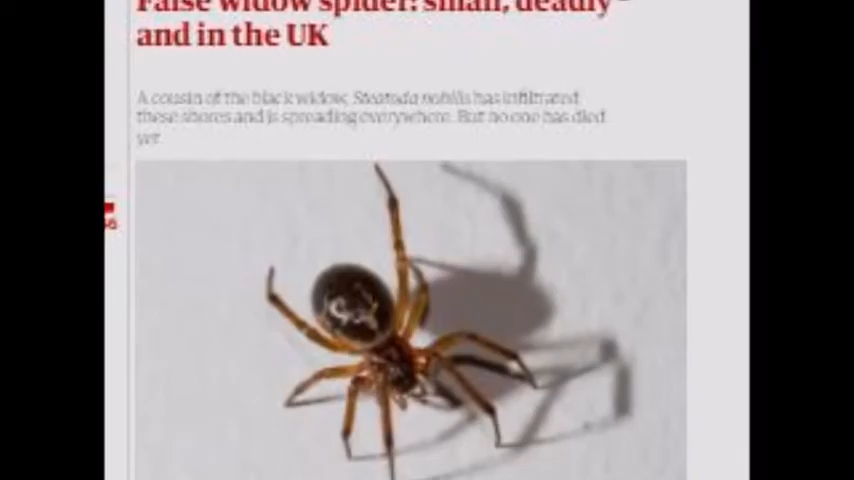 False widow spider: small, deadly –
and in the UK
A cousin of the black widow, Steatoda nobilis has infiltrated
these shores and is spreading everywhere. But no one has died
yet